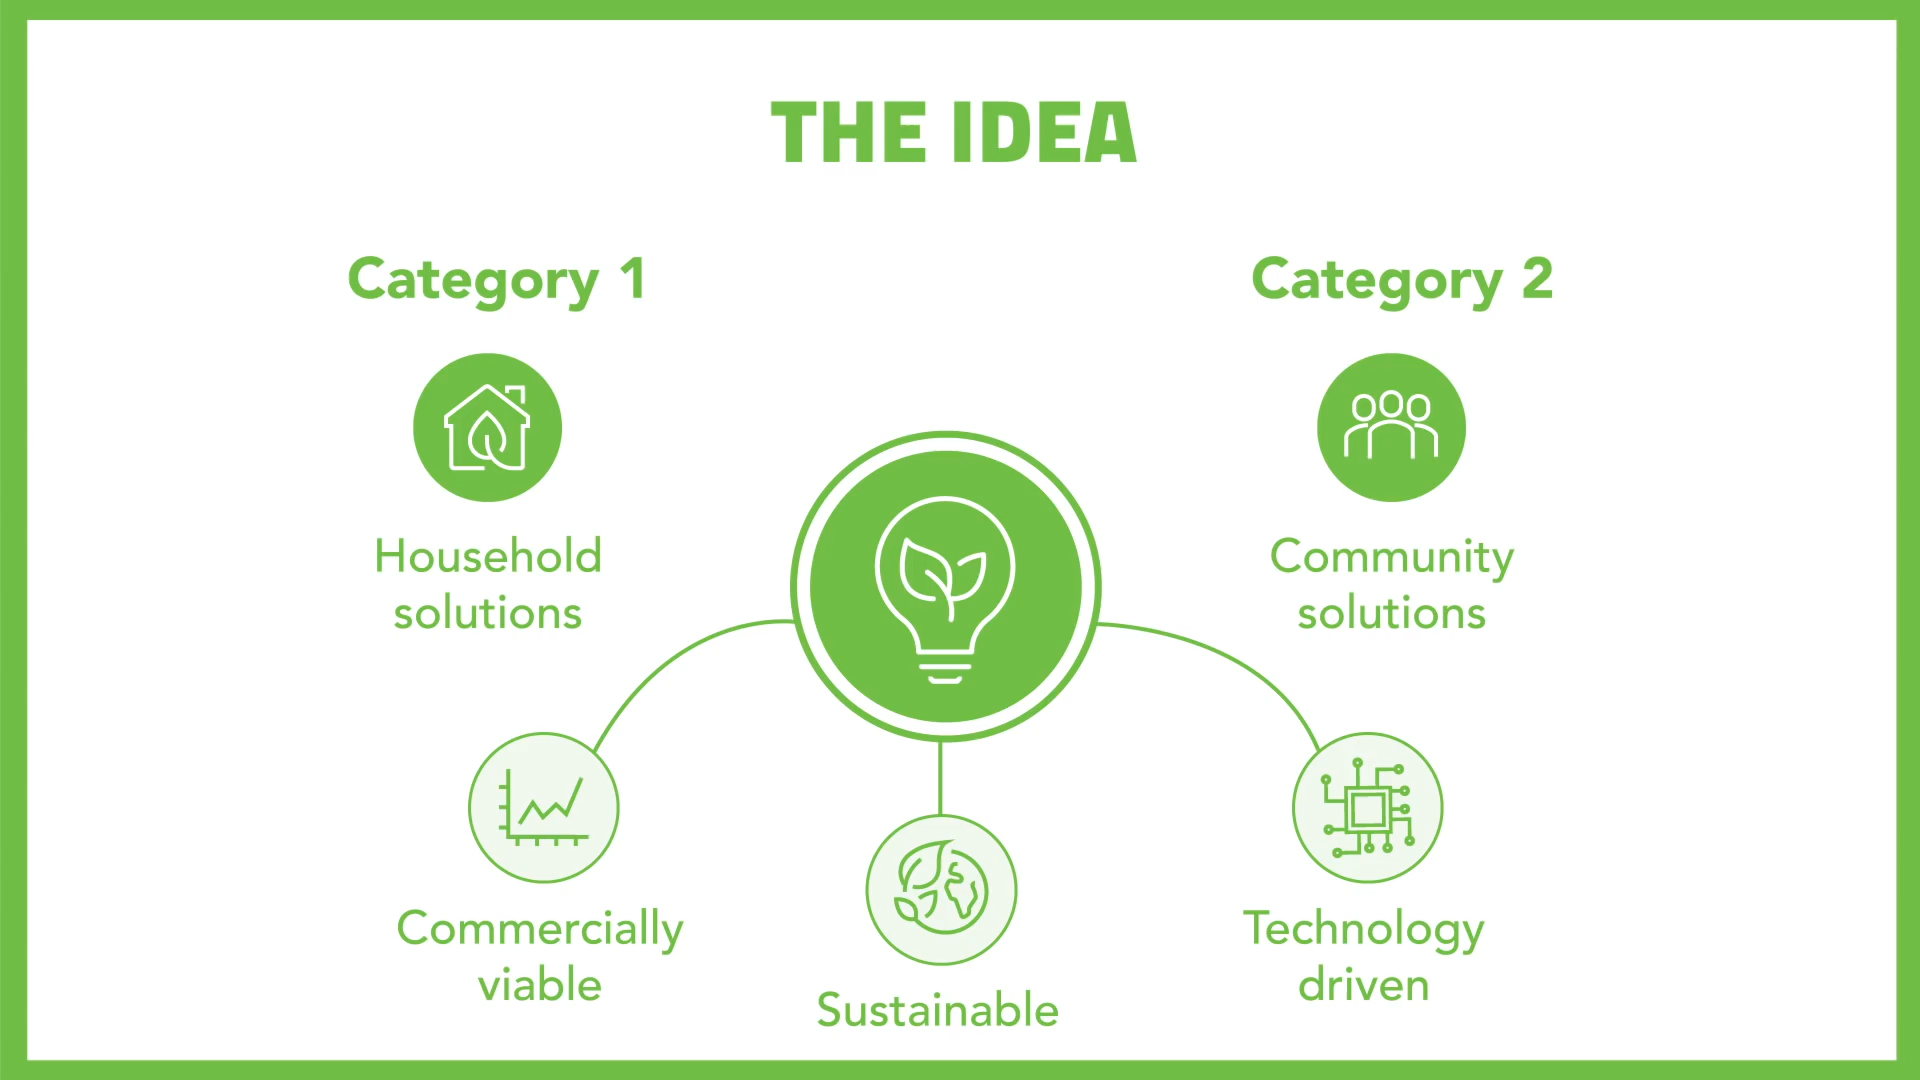 THE IDEA
Category 1
Household
solutions
Category 2
Community
solutions
Commercially
viable
Sustainable
Technology
driven